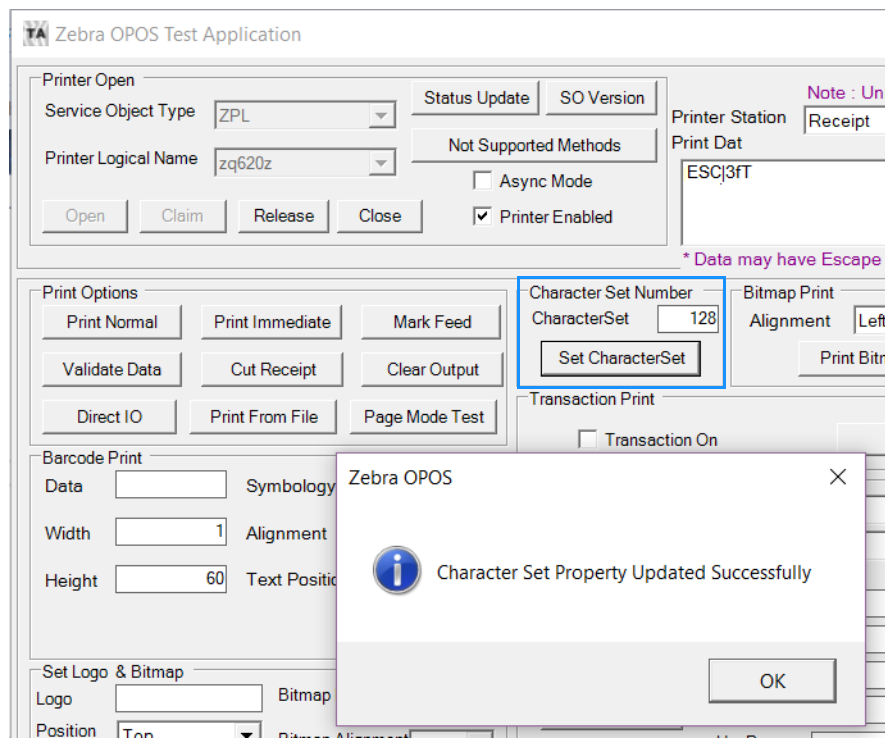 TA Zebra OPOS Test Application
Printer Open
Service Object Type ZPL Status Update SO Version
Note : Un
Printer Station Receipt
Printer Logical Name zq620z Not Supported Methods
Print Dat
ESC|3fT
Async Mode
Open Claim Release Close Printer Enabled
* Data may have Escape
Print Options
Print Normal Print Immediate Mark Feed
Validate Data Cut Receipt Clear Output
Direct IO Print From File Page Mode Test
Character Set Number
CharacterSet 128
Set CharacterSet
Bitmap Print
Alignment Left
Print Bitm
Transaction Print
Transaction On
Barcode Print
Data Symbology
Width 1 Alignment
Height 60 Text Positio
Zebra OPOS
Character Set Property Updated Successfully
OK
Set Logo & Bitmap
Logo Bitmap
Position Top Bitmap Alignment